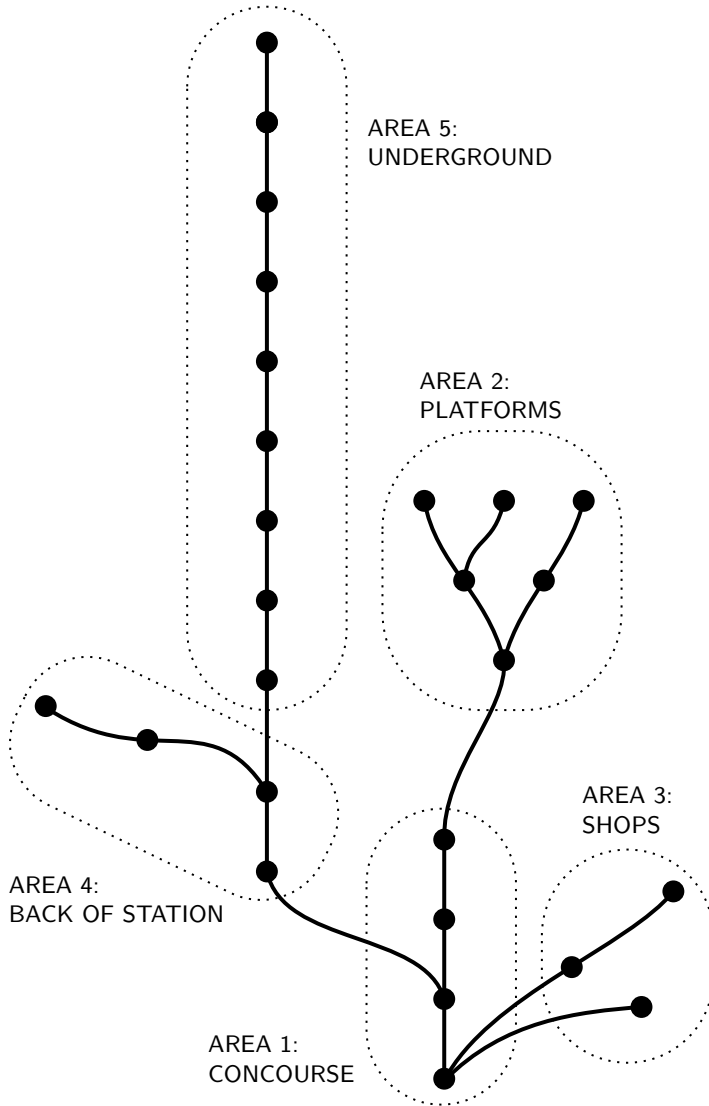 AREA 5:
UNDERGROUND
AREA 2:
PLATFORMS
AREA 3:
SHOPS
AREA 4:
BACK OF STATION
AREA 1:
CONCOURSE